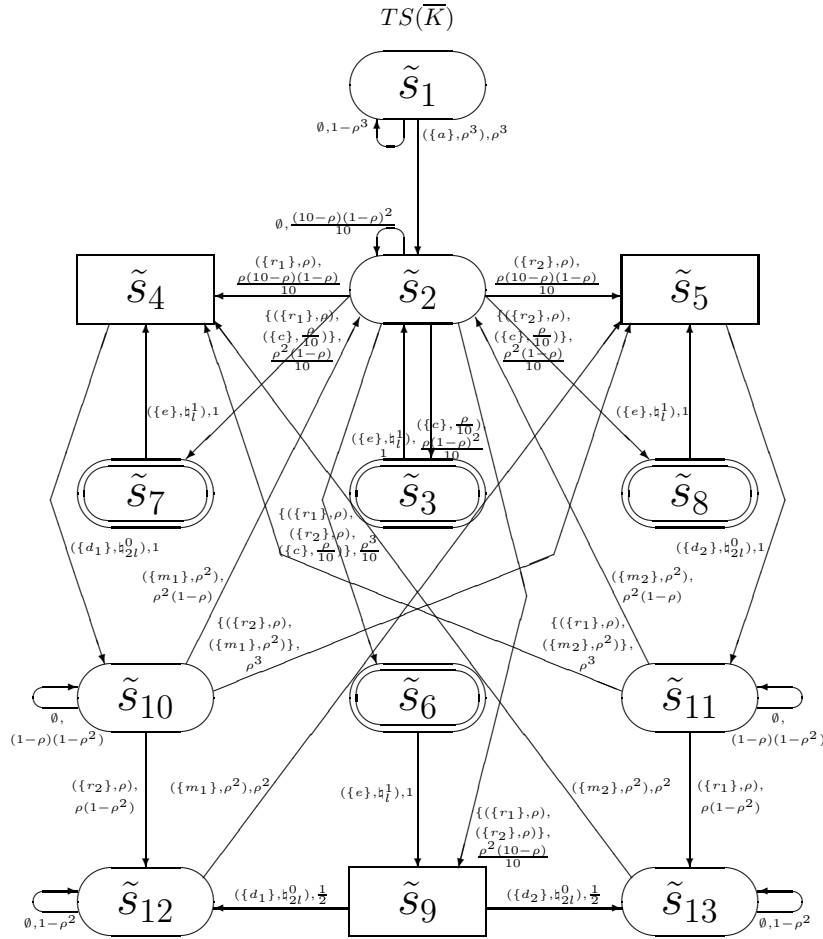 TS(K̅)
s̃₁
∅,1−ρ³
({a},ρ³),ρ³
∅,(10−ρ)(1−ρ)²/10
({r₁},ρ),
ρ(10−ρ)(1−ρ)/10
({r₂},ρ),
ρ(10−ρ)(1−ρ)/10
s̃₄
s̃₂
s̃₅
{({r₁},ρ),
({c},ρ/10)},
ρ²(1−ρ)/10
{({r₂},ρ),
({c},ρ/10)},
ρ²(1−ρ)/10
({e},♮¹ₗ),1
({e},♮¹ₗ),
1
({c},ρ/10),
ρ(1−ρ)²/10
({e},♮¹ₗ),1
s̃₇
s̃₃
s̃₈
({d₁},♮⁰₂ₗ),1
{({r₁},ρ),
({r₂},ρ),
({c},ρ/10)},ρ³/10
({d₂},♮⁰₂ₗ),1
({m₁},ρ²),
ρ²(1−ρ)
({m₂},ρ²),
ρ²(1−ρ)
{({r₂},ρ),
({m₁},ρ²)},
ρ³
{({r₁},ρ),
({m₂},ρ²)},
ρ³
s̃₁₀
s̃₆
s̃₁₁
∅,
(1−ρ)(1−ρ²)
∅,
(1−ρ)(1−ρ²)
({r₂},ρ),
ρ(1−ρ²)
({m₁},ρ²),ρ²
({e},♮¹ₗ),1
({m₂},ρ²),ρ²
({r₁},ρ),
ρ(1−ρ²)
{({r₁},ρ),
({r₂},ρ)},
ρ²(10−ρ)/10
s̃₁₂
({d₁},♮⁰₂ₗ),1/2
s̃₉
({d₂},♮⁰₂ₗ),1/2
s̃₁₃
∅,1−ρ²
∅,1−ρ²